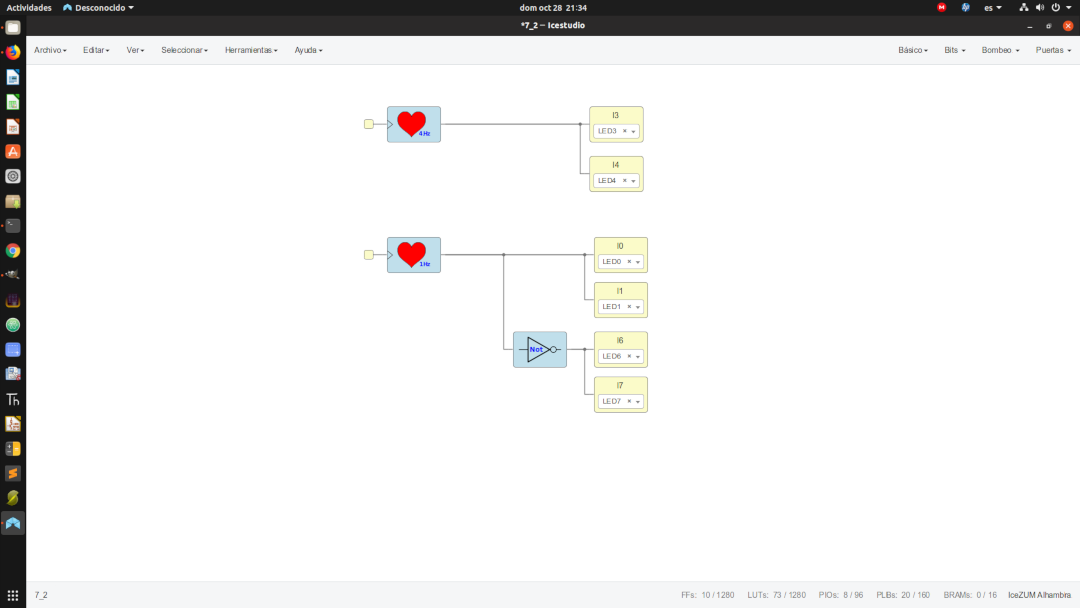 Actividades Desconocido dom oct 28 21:34 es
*7_2 – Icestudio
Archivo Editar Ver Seleccionar Herramientas Ayuda Básico Bits Bombeo Puertas
4Hz
l3
LED3 ×
l4
LED4 ×
1Hz
l0
LED0 ×
l1
LED1 ×
Not
l6
LED6 ×
l7
LED7 ×
7_2 FFs: 10 / 1280 LUTs: 73 / 1280 PIOs: 8 / 96 PLBs: 20 / 160 BRAMs: 0 / 16 IceZUM Alhambra